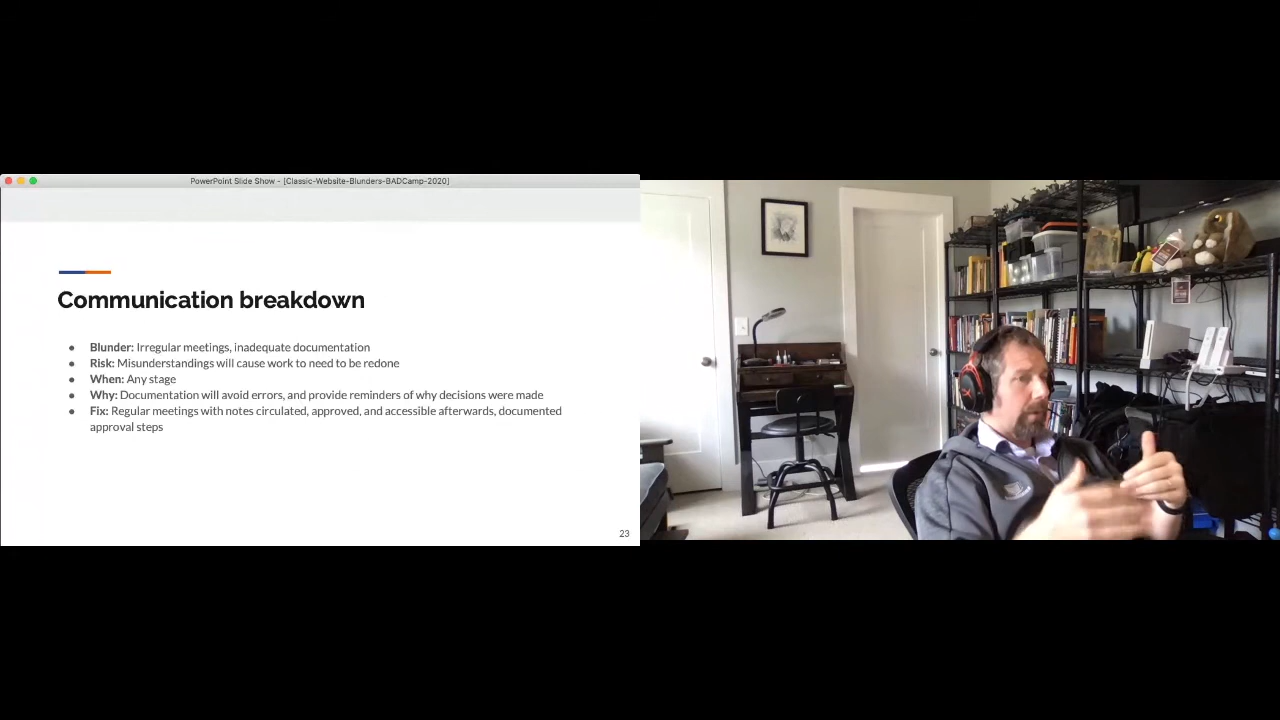 PowerPoint Slide Show - [Classic-Website-Blunders-BADCamp-2020]
Communication breakdown
● Blunder: Irregular meetings, inadequate documentation
● Risk: Misunderstandings will cause work to need to be redone
● When: Any stage
● Why: Documentation will avoid errors, and provide reminders of why decisions were made
● Fix: Regular meetings with notes circulated, approved, and accessible afterwards, documented
approval steps
23